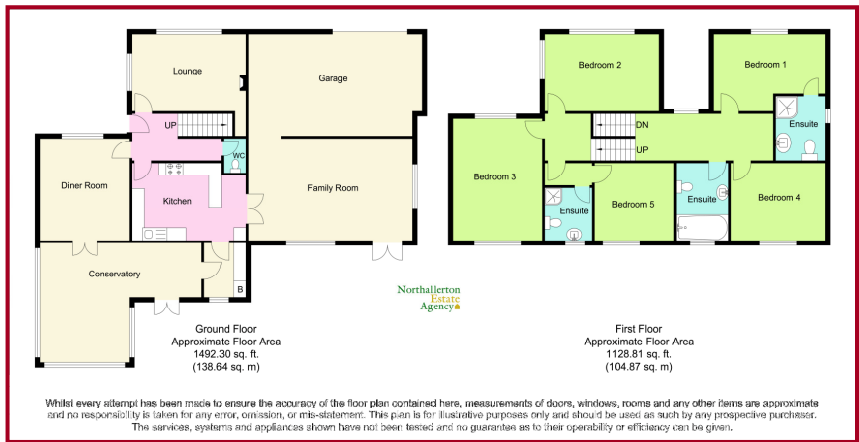 Lounge
Garage
UP
WC
Diner Room
Kitchen
Family Room
Conservatory
B
Bedroom 2
Bedroom 1
DN
UP
Ensuite
Bedroom 3
Ensuite
Bedroom 5
Ensuite
Bedroom 4
Northallerton
Estate
Agency
Ground Floor
Approximate Floor Area
1492.30 sq. ft.
(138.64 sq. m)
First Floor
Approximate Floor Area
1128.81 sq. ft.
(104.87 sq. m)
Whilst every attempt has been made to ensure the accuracy of the floor plan contained here, measurements of doors, windows, rooms and any other items are approximate
and no responsibility is taken for any error, omission, or mis-statement. This plan is for illustrative purposes only and should be used as such by any prospective purchaser.
The services, systems and appliances shown have not been tested and no guarantee as to their operability or efficiency can be given.